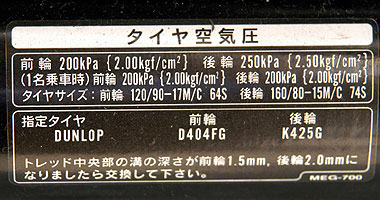 タイヤ空気圧
前輪 200kPa {2.00kgf/cm²} 後輪 250kPa {2.50kgf/cm²}
(1名乗車時) 前輪 200kPa {2.00kgf/cm²} 後輪 200kPa {2.00kgf/cm²}
タイヤサイズ: 前輪 120/90-17M/C 64S 後輪 160/80-15M/C 74S
指定タイヤ 前輪 後輪
DUNLOP D404FG K425G
トレッド中央部の溝の深さが前輪1.5mm, 後輪2.0mmに
なりましたら交換して下さい。 MEG-700